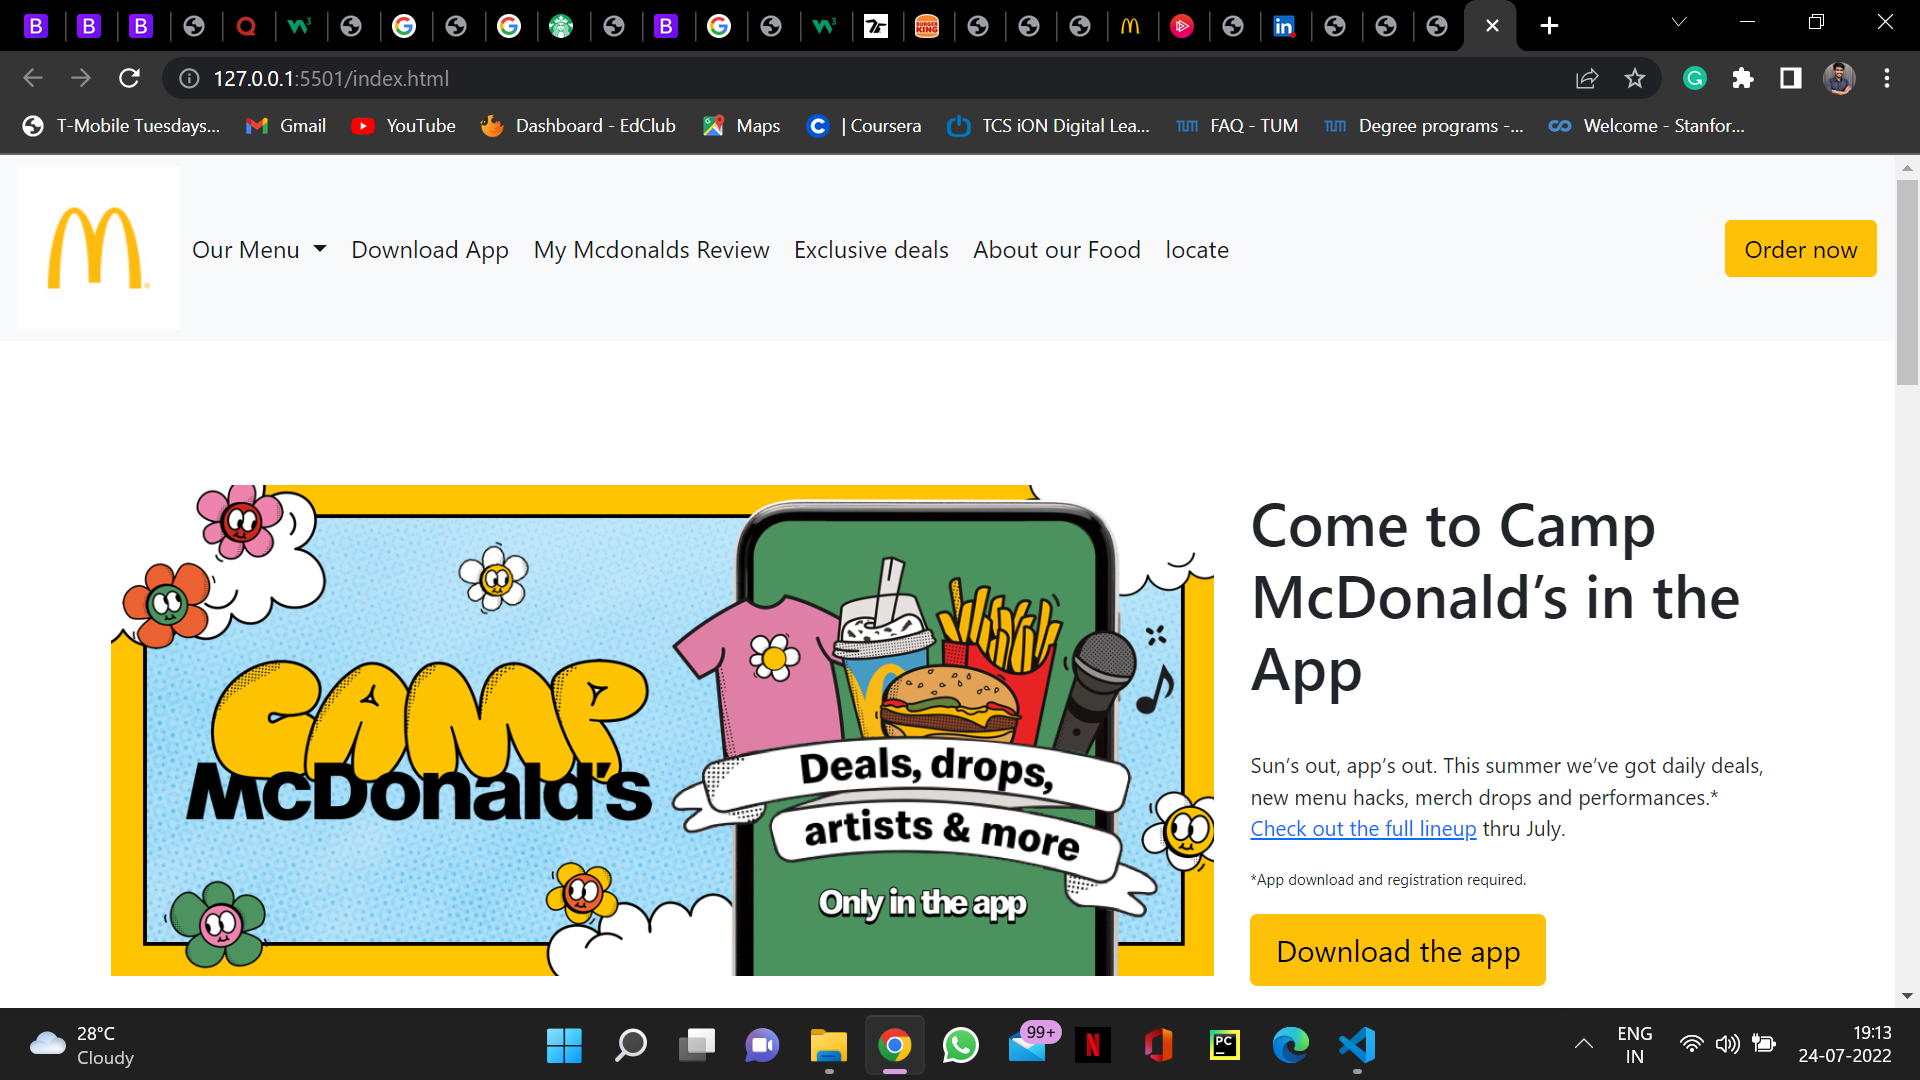 127.0.0.1:5501/index.html
T-Mobile Tuesdays...
Gmail
YouTube
Dashboard - EdClub
Maps
| Coursera
TCS iON Digital Lea...
FAQ - TUM
Degree programs -...
Welcome - Stanfor...
Our Menu
Download App
My Mcdonalds Review
Exclusive deals
About our Food
locate
Order now
CAMP
McDonald's
Deals, drops,
artists & more
Only in the app
Come to Camp
McDonald’s in the
App
Sun’s out, app’s out. This summer we’ve got daily deals,
new menu hacks, merch drops and performances.*
Check out the full lineup thru July.
*App download and registration required.
Download the app
28°C
Cloudy
99+
ENG
IN
19:13
24-07-2022